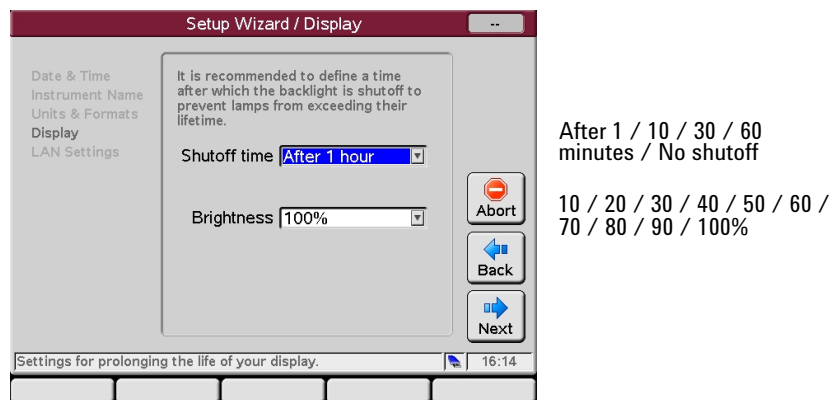 Setup Wizard / Display
--
Date & Time
Instrument Name
Units & Formats
Display
LAN Settings
It is recommended to define a time
after which the backlight is shutoff to
prevent lamps from exceeding their
lifetime.
Shutoff time After 1 hour
Brightness 100%
Abort
Back
Next
Settings for prolonging the life of your display.
16:14
After 1 / 10 / 30 / 60
minutes / No shutoff
10 / 20 / 30 / 40 / 50 / 60 /
70 / 80 / 90 / 100%